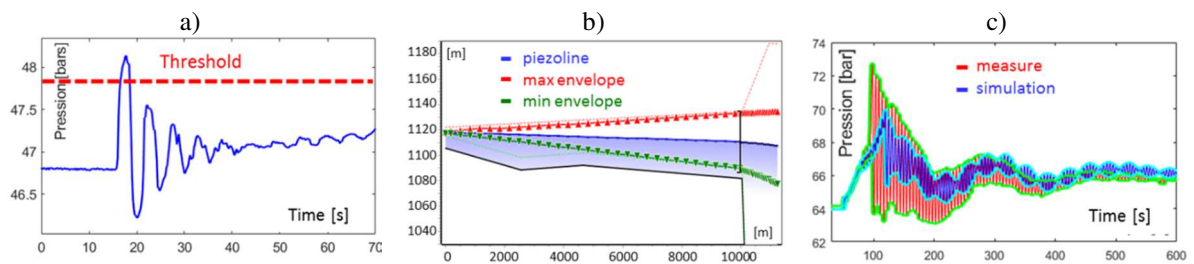 a)
Pression [bars]
48
47.5
47
46.5
Threshold
Time [s]
0 10 20 30 40 50 60 70
b)
[m]
1180
1160
1140
1120
1100
1080
1060
1040
piezoline
max envelope
min envelope
[m]
0 2000 4000 6000 8000 10000
c)
Pression [bar]
74
72
70
68
66
64
62
measure
simulation
Time [s]
100 200 300 400 500 600